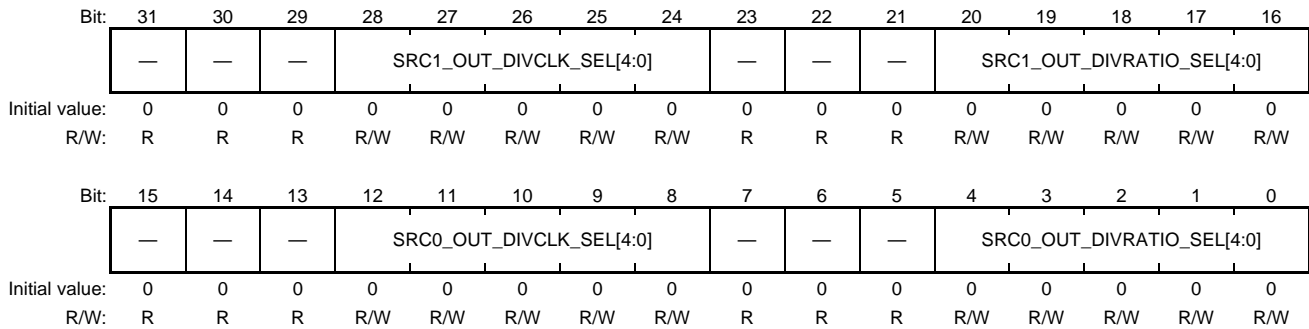 Bit: 31 30 29 28 27 26 25 24 23 22 21 20 19 18 17 16
— — — SRC1_OUT_DIVCLK_SEL[4:0] — — — SRC1_OUT_DIVRATIO_SEL[4:0]
Initial value: 0 0 0 0 0 0 0 0 0 0 0 0 0 0 0 0
R/W: R R R R/W R/W R/W R/W R/W R R R R/W R/W R/W R/W R/W
Bit: 15 14 13 12 11 10 9 8 7 6 5 4 3 2 1 0
— — — SRC0_OUT_DIVCLK_SEL[4:0] — — — SRC0_OUT_DIVRATIO_SEL[4:0]
Initial value: 0 0 0 0 0 0 0 0 0 0 0 0 0 0 0 0
R/W: R R R R/W R/W R/W R/W R/W R R R R/W R/W R/W R/W R/W